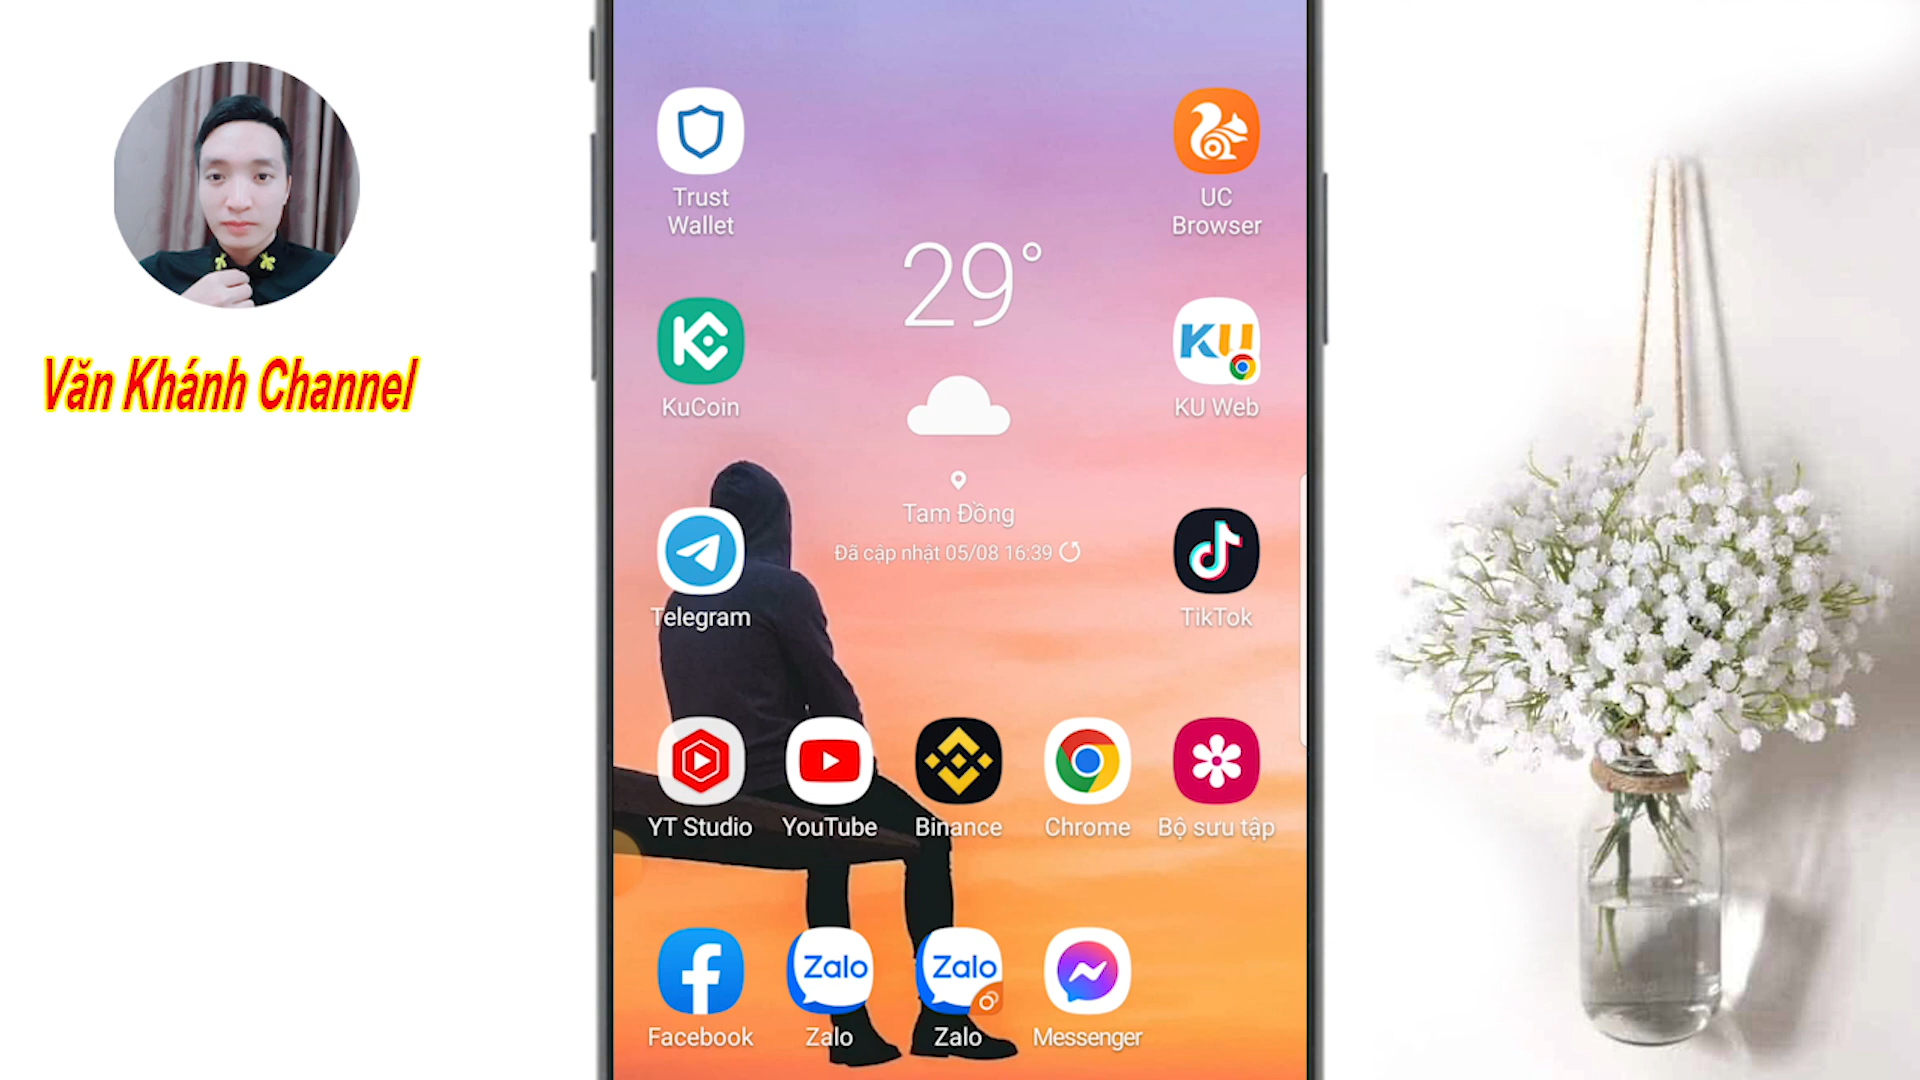 Văn Khánh Channel
Trust
Wallet
UC
Browser
29°
KuCoin
KU
KU Web
Tam Đồng
Đã cập nhật 05/08 16:39
Telegram
TikTok
YT Studio
YouTube
Binance
Chrome
Bộ sưu tập
Zalo
Zalo
Facebook
Zalo
Zalo
Messenger